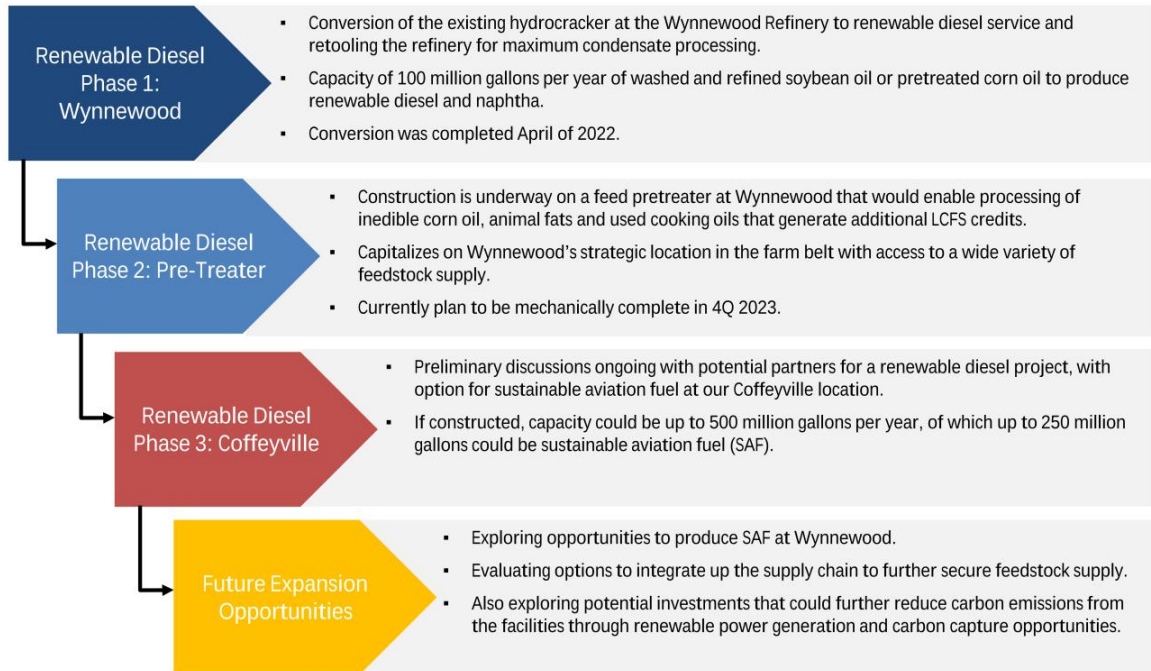 Renewable Diesel
Phase 1:
Wynnewood
▪ Conversion of the existing hydrocracker at the Wynnewood Refinery to renewable diesel service and
retooling the refinery for maximum condensate processing.
▪ Capacity of 100 million gallons per year of washed and refined soybean oil or pretreated corn oil to produce
renewable diesel and naphtha.
▪ Conversion was completed April of 2022.
Renewable Diesel
Phase 2: Pre-Treater
▪ Construction is underway on a feed pretreater at Wynnewood that would enable processing of
inedible corn oil, animal fats and used cooking oils that generate additional LCFS credits.
▪ Capitalizes on Wynnewood’s strategic location in the farm belt with access to a wide variety of
feedstock supply.
▪ Currently plan to be mechanically complete in 4Q 2023.
Renewable Diesel
Phase 3: Coffeyville
▪ Preliminary discussions ongoing with potential partners for a renewable diesel project, with
option for sustainable aviation fuel at our Coffeyville location.
▪ If constructed, capacity could be up to 500 million gallons per year, of which up to 250 million
gallons could be sustainable aviation fuel (SAF).
Future Expansion
Opportunities
▪ Exploring opportunities to produce SAF at Wynnewood.
▪ Evaluating options to integrate up the supply chain to further secure feedstock supply.
▪ Also exploring potential investments that could further reduce carbon emissions from
the facilities through renewable power generation and carbon capture opportunities.